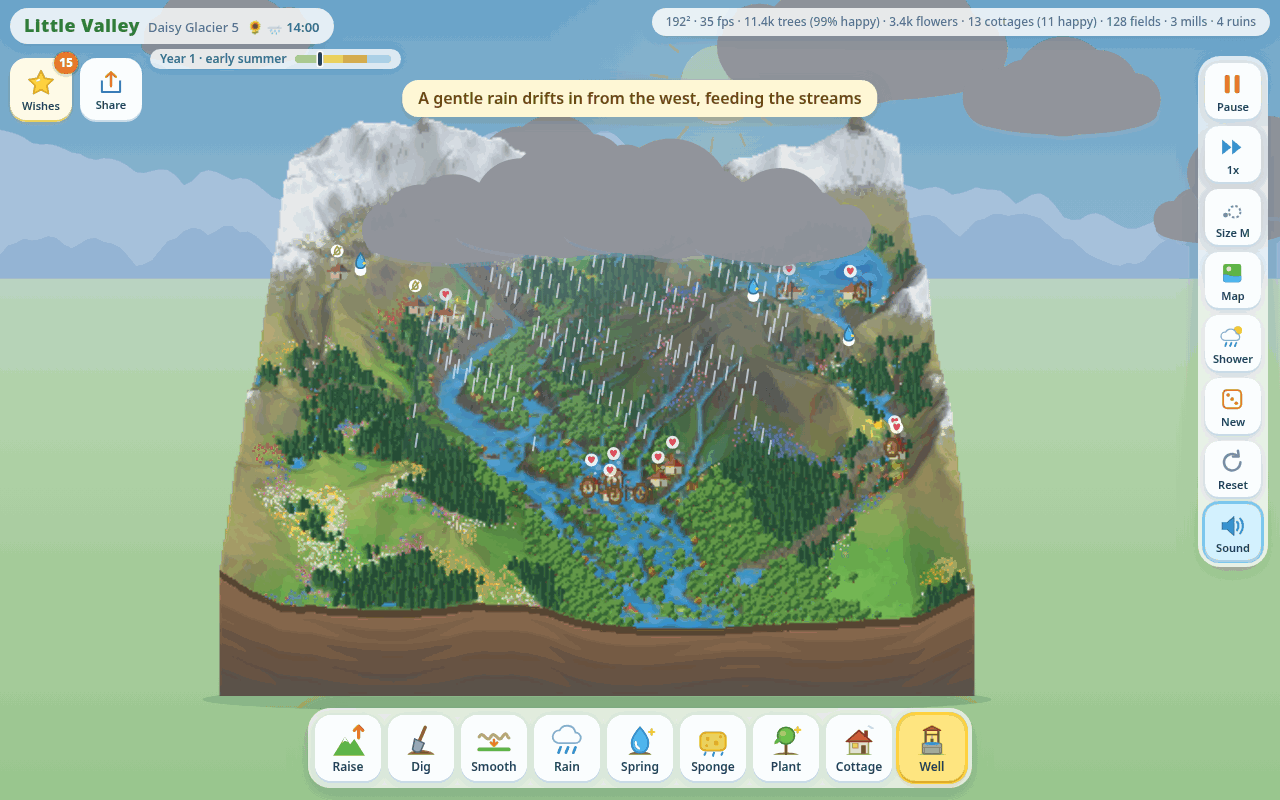 Little Valley Daisy Glacier 5 14:00
192² · 35 fps · 11.4k trees (99% happy) · 3.4k flowers · 13 cottages (11 happy) · 128 fields · 3 mills · 4 ruins
Year 1 · early summer
15
Wishes
Share
A gentle rain drifts in from the west, feeding the streams
Pause
1x
Size M
Map
Shower
New
Reset
Sound
Raise
Dig
Smooth
Rain
Spring
Sponge
Plant
Cottage
Well